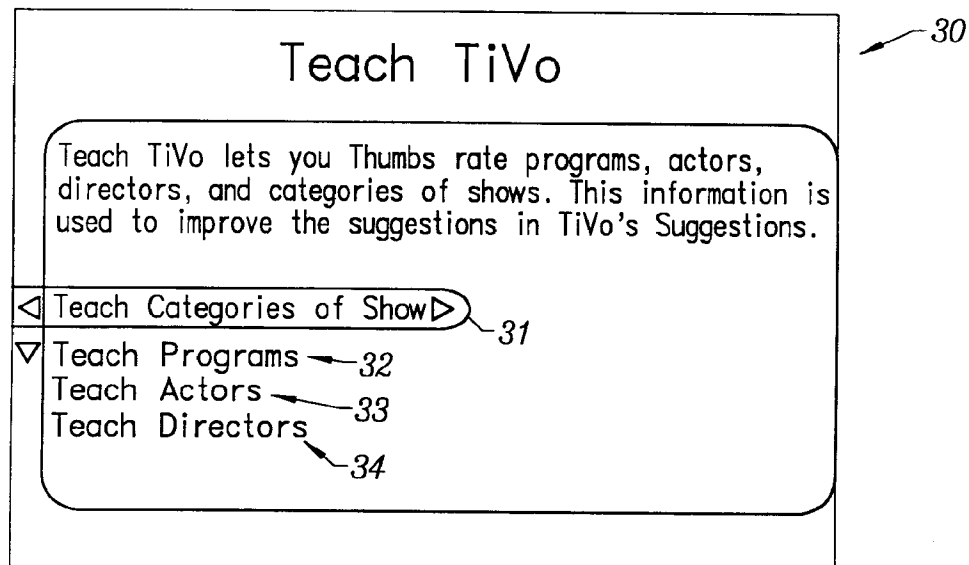 30
Teach TiVo
Teach TiVo lets you Thumbs rate programs, actors,
directors, and categories of shows. This information is
used to improve the suggestions in TiVo's Suggestions.
Teach Categories of Show
31
Teach Programs 32
Teach Actors 33
Teach Directors 34